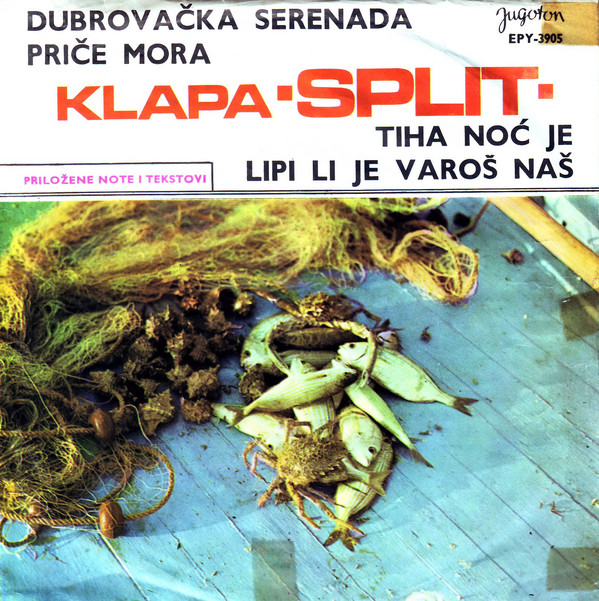 DUBROVAČKA SERENADA
PRIČE MORA
Jugoton
EPY-3905
KLAPA "SPLIT"
TIHA NOĆ JE
LIPI LI JE VAROŠ NAŠ
PRILOŽENE NOTE I TEKSTOVI